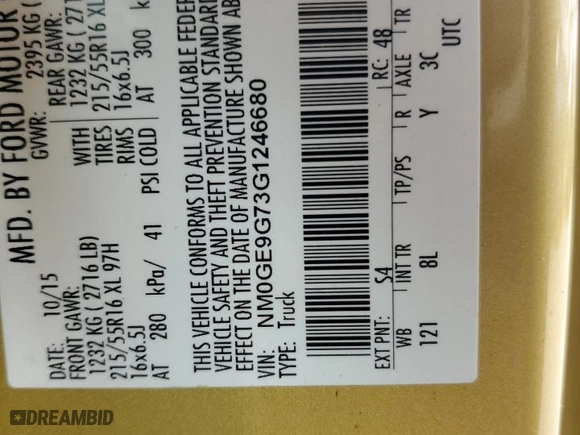 MFD. BY FORD MOTOR
DATE: 10/15
GVWR: 2395 KG (
FRONT GAWR:
REAR GAWR:
1232 KG ( 2716 LB) WITH 1232 KG ( 271
215/55R16 XL 97H TIRES 215/55R16 XL
16x6.5J RIMS 16x6.5J
AT 280 kPa/ 41 PSI COLD AT 300 k
THIS VEHICLE CONFORMS TO ALL APPLICABLE FEDER
VEHICLE SAFETY AND THEFT PREVENTION STANDARD
EFFECT ON THE DATE OF MANUFACTURE SHOWN AB
VIN: NM0GE9G73G1246680
TYPE: Truck
EXT PNT: S4 RC: 48
WB INT TR TP/PS R AXLE TR
121 8L Y 3C
UTC
DREAMBID